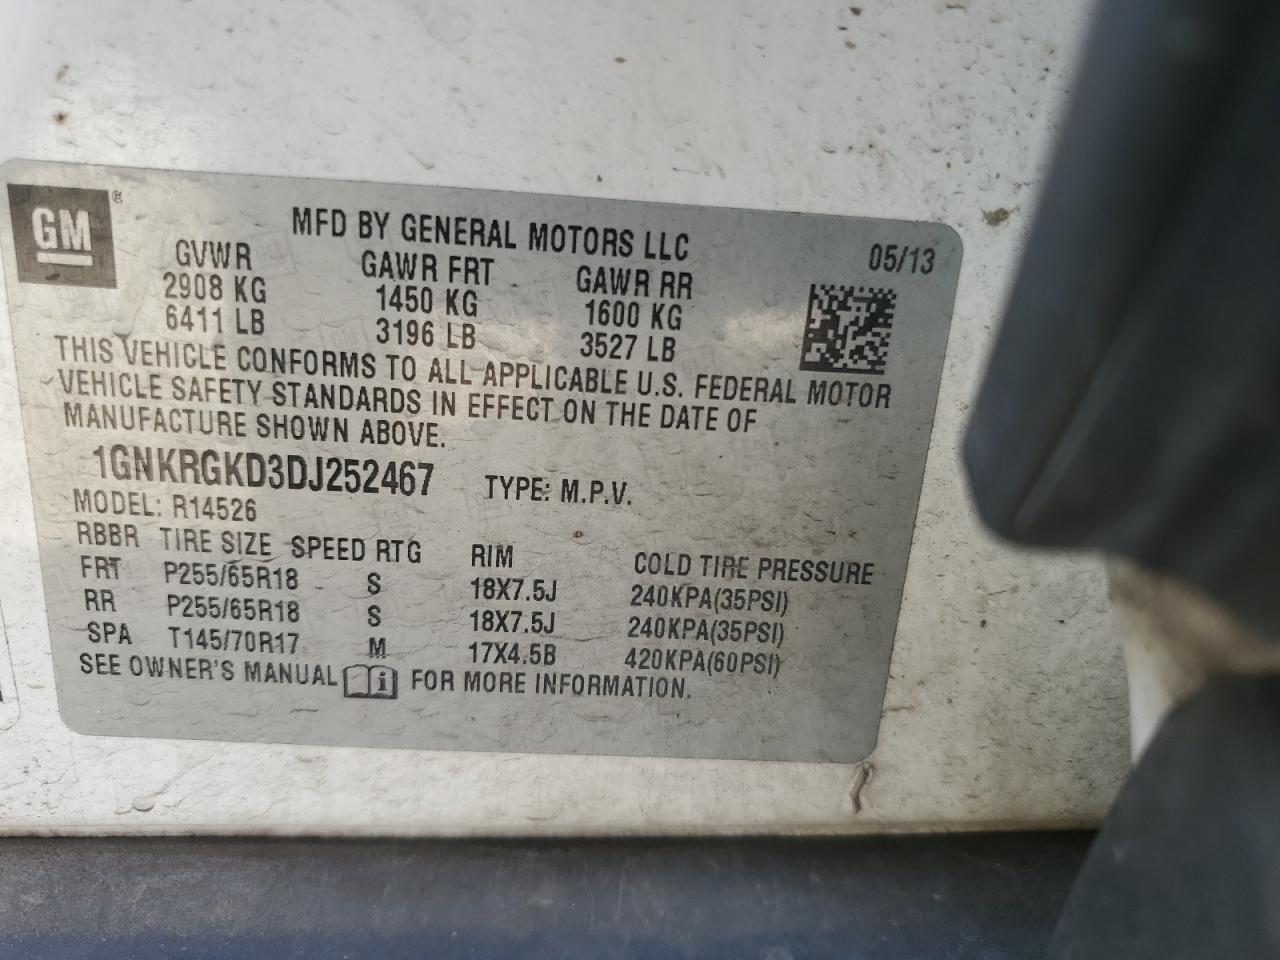 GM ®
MFD BY GENERAL MOTORS LLC 05/13
GVWR GAWR FRT GAWR RR
2908 KG 1450 KG 1600 KG
6411 LB 3196 LB 3527 LB
THIS VEHICLE CONFORMS TO ALL APPLICABLE U.S. FEDERAL MOTOR
VEHICLE SAFETY STANDARDS IN EFFECT ON THE DATE OF
MANUFACTURE SHOWN ABOVE.
1GNKRGKD3DJ252467 TYPE: M.P.V.
MODEL: R14526
RBBR TIRE SIZE SPEED RTG RIM COLD TIRE PRESSURE
FRT P255/65R18 S 18X7.5J 240KPA(35PSI)
RR P255/65R18 S 18X7.5J 240KPA(35PSI)
SPA T145/70R17 M 17X4.5B 420KPA(60PSI)
SEE OWNER'S MANUAL i FOR MORE INFORMATION.